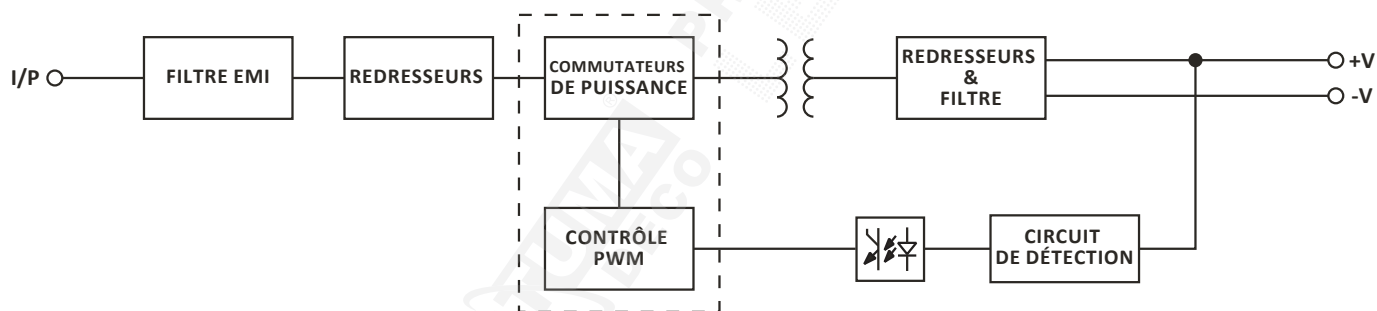 I/P
FILTRE EMI
REDRESSEURS
COMMUTATEURS
DE PUISSANCE
REDRESSEURS
&
FILTRE
+V
-V
CONTRÔLE
PWM
CIRCUIT
DE DÉTECTION